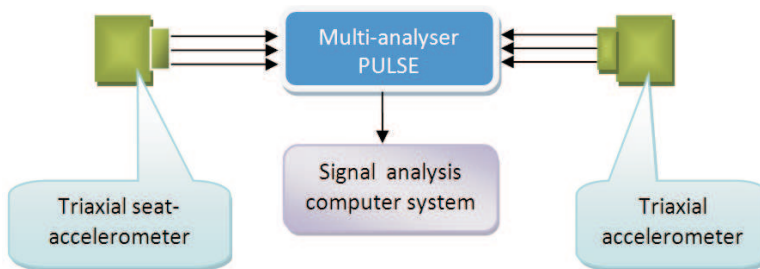 Multi-analyser
PULSE
Signal analysis
computer system
Triaxial seat-
accelerometer
Triaxial
accelerometer